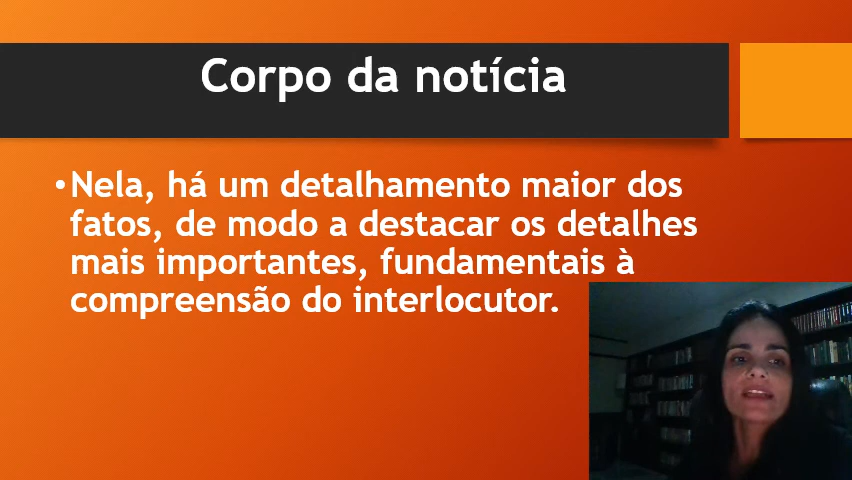 Corpo da notícia
•Nela, há um detalhamento maior dos
fatos, de modo a destacar os detalhes
mais importantes, fundamentais à
compreensão do interlocutor.